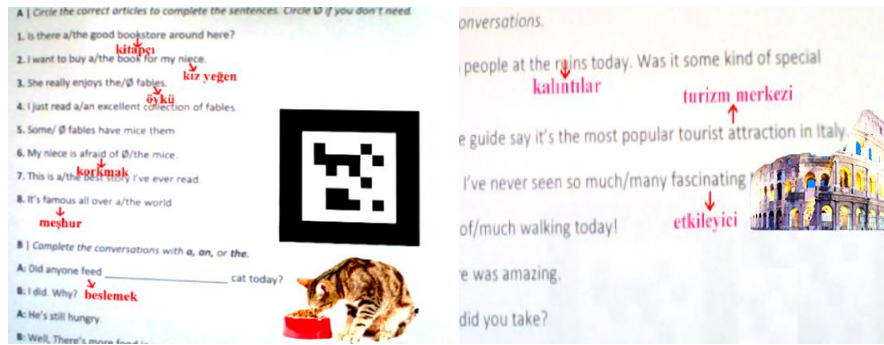 A | Circle the correct articles to complete the sentences. Circle Ø if you don't need.
1. Is there a/the good bookstore around here?
kitapçı
2. I want to buy a/the book for my niece.
kız yeğen
3. She really enjoys the/Ø fables.
öykü
4. I just read a/an excellent collection of fables.
5. Some/ Ø fables have mice them
6. My niece is afraid of Ø/the mice.
korkmak
7. This is a/the best story I've ever read.
8. It's famous all over a/the world
meşhur
B | Complete the conversations with a, an, or the.
A: Did anyone feed ____________ cat today?
beslemek
B: I did. Why?
A: He's still hungry.
B: Well, There's more food
onversations.
people at the ruins today. Was it some kind of special
kalıntılar
turizm merkezi
e guide say it's the most popular tourist attraction in Italy.
I've never seen so much/many fascinating
etkileyici
of/much walking today!
e was amazing.
did you take?